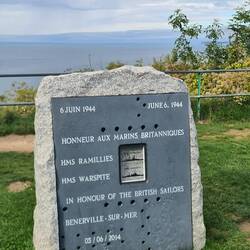 6 JUIN 1944 JUNE 6, 1944
HONNEUR AUX MARINS BRITANNIQUES
HMS RAMILLIES
HMS WARSPITE
IN HONOUR OF THE BRITISH SAILORS
BENERVILLE-SUR-MER
05/06/2014